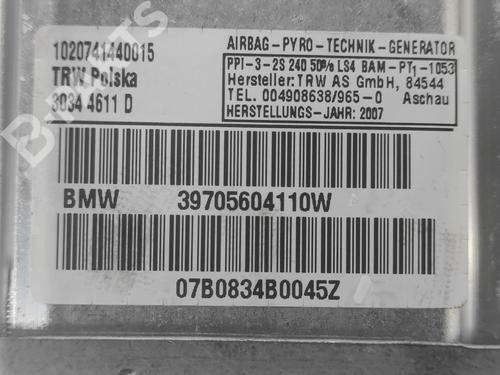 1020741440015
TRW Polska
3034 4611 D
AIRBAG-PYRO-TECHNIK-GENERATOR
PPI-3-2S 240 50% LS4 BAM-PT1-1053
Hersteller: TRW AS GmbH, 84544
Tel. 004908638/965-0 Aschau
HERSTELLUNGS-JAHR: 2007
BMW 39705604110W
07B0834B0045Z
B-PARTS